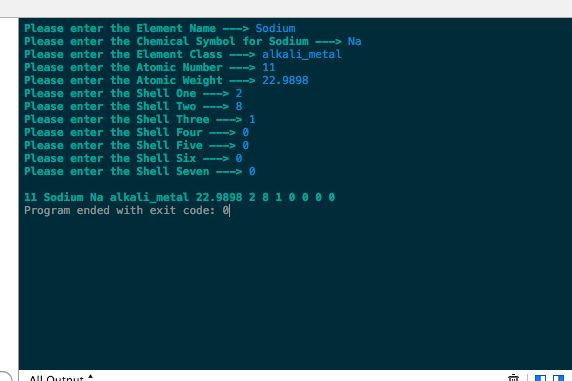 Please enter the Element Name ---> Sodium
Please enter the Chemical Symbol for Sodium ---> Na
Please enter the Element Class ---> alkali_metal
Please enter the Atomic Number ---> 11
Please enter the Atomic Weight ---> 22.9898
Please enter the Shell One ---> 2
Please enter the Shell Two ---> 8
Please enter the Shell Three ---> 1
Please enter the Shell Four ---> 0
Please enter the Shell Five ---> 0
Please enter the Shell Six ---> 0
Please enter the Shell Seven ---> 0
11 Sodium Na alkali_metal 22.9898 2 8 1 0 0 0 0
Program ended with exit code: 0
All Output